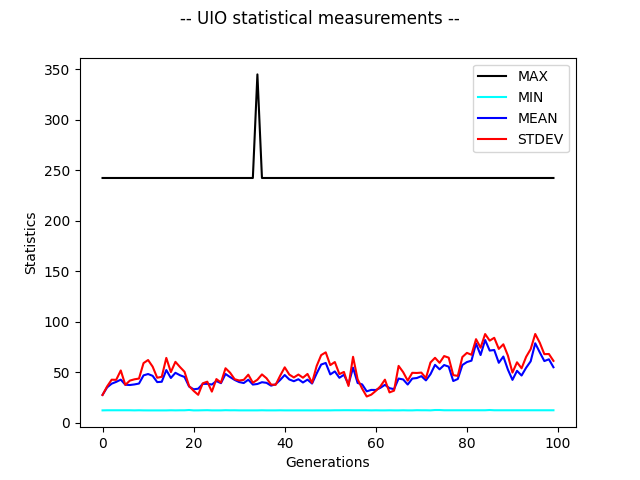 -- UIO statistical measurements --
350
300
250
200
150
100
50
0
Statistics
MAX
MIN
MEAN
STDEV
0 20 40 60 80 100
Generations